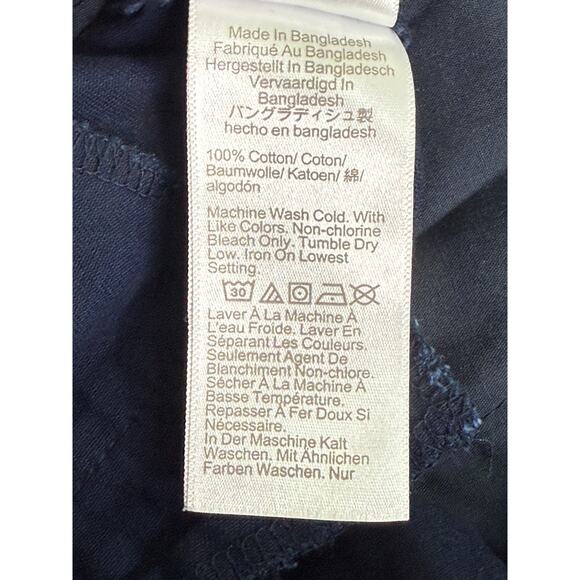 Made In Bangladesh
Fabriqué Au Bangladesh
Hergestellt In Bangladesch
Vervaardigd In
Bangladesh
バングラディシュ製
hecho en bangladesh
100% Cotton/ Coton/
Baumwolle/ Katoen/ 綿/
algodón
Machine Wash Cold. With
Like Colors. Non-chlorine
Bleach Only. Tumble Dry
Low. Iron On Lowest
Setting.
30
Laver À La Machine À
L'eau Froide. Laver En
Séparant Les Couleurs.
Seulement Agent De
Blanchiment Non-chloré.
Sécher À La Machine À
Basse Température.
Repasser À Fer Doux Si
Nécessaire.
In Der Maschine Kalt
Waschen. Mit Ähnlichen
Farben Waschen. Nur